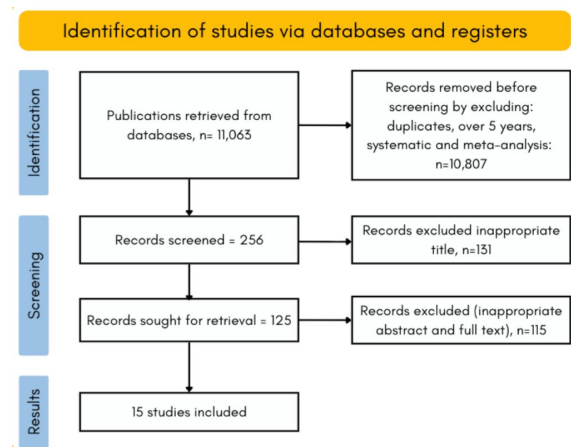 Identification of studies via databases and registers
Identification
Publications retrieved from
databases, n= 11,063
Records removed before
screening by excluding:
duplicates, over 5 years,
systematic and meta-analysis:
n=10,807
Screening
Records screened = 256
Records excluded inappropriate
title, n=131
Records sought for retrieval = 125
Records excluded (inappropriate
abstract and full text), n=115
Results
15 studies included